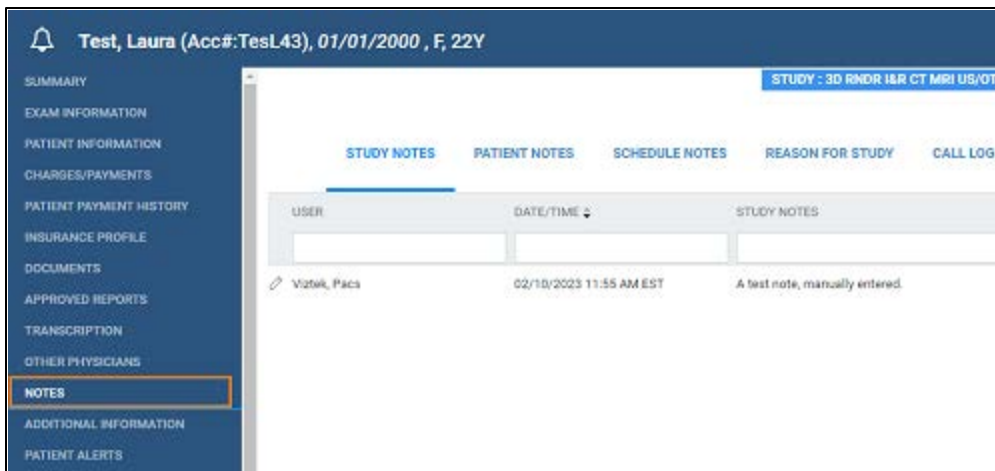 Test, Laura (Acc#:TesL43), 01/01/2000 , F, 22Y
SUMMARY
EXAM INFORMATION
PATIENT INFORMATION
CHARGES/PAYMENTS
PATIENT PAYMENT HISTORY
INSURANCE PROFILE
DOCUMENTS
APPROVED REPORTS
TRANSCRIPTION
OTHER PHYSICIANS
NOTES
ADDITIONAL INFORMATION
PATIENT ALERTS
STUDY : 3D RNDR I&R CT MRI US/OT
STUDY NOTES PATIENT NOTES SCHEDULE NOTES REASON FOR STUDY CALL LOG
USER DATE/TIME STUDY NOTES
Viztek, Pacs 02/10/2023 11:55 AM EST A test note, manually entered.